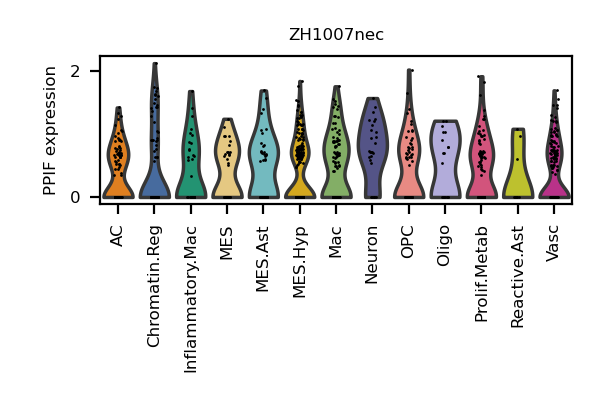 ZH1007nec
PPIF expression
2
0
AC
Chromatin.Reg
Inflammatory.Mac
MES
MES.Ast
MES.Hyp
Mac
Neuron
OPC
Oligo
Prolif.Metab
Reactive.Ast
Vasc